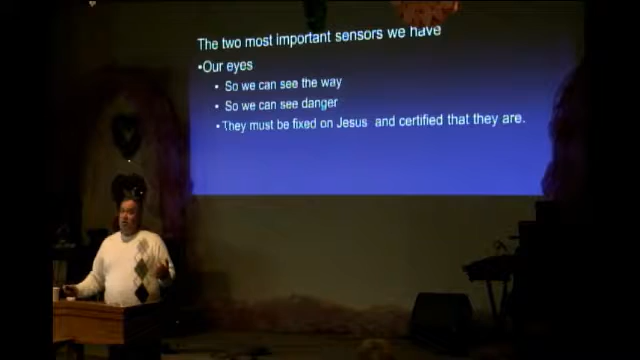 The two most important sensors we have
•Our eyes
• So we can see the way
• So we can see danger
• They must be fixed on Jesus and certified that they are.